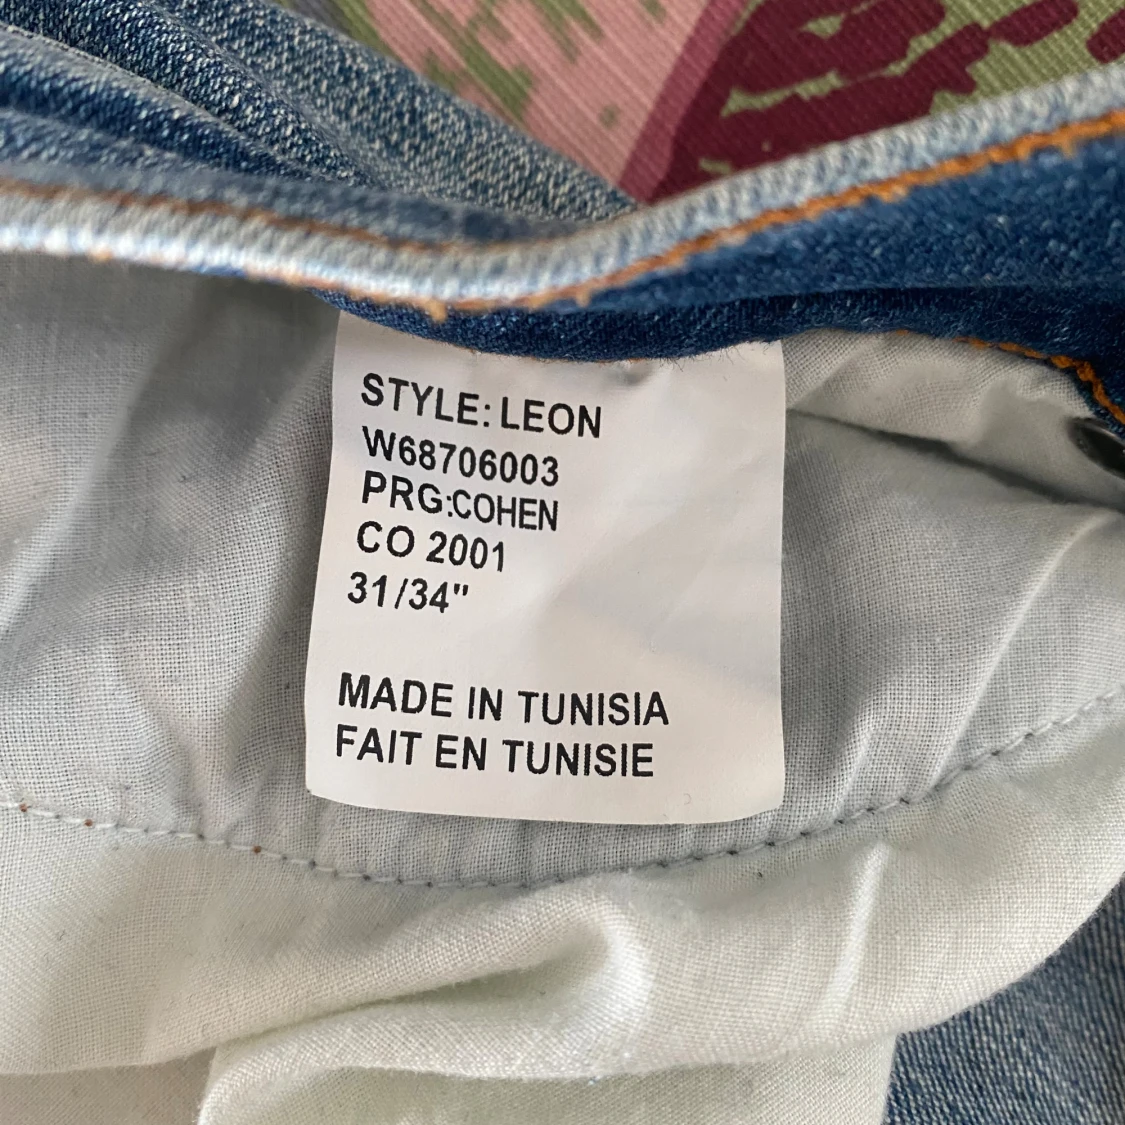 STYLE: LEON
W68706003
PRG:COHEN
CO 2001
31/34"
MADE IN TUNISIA
FAIT EN TUNISIE